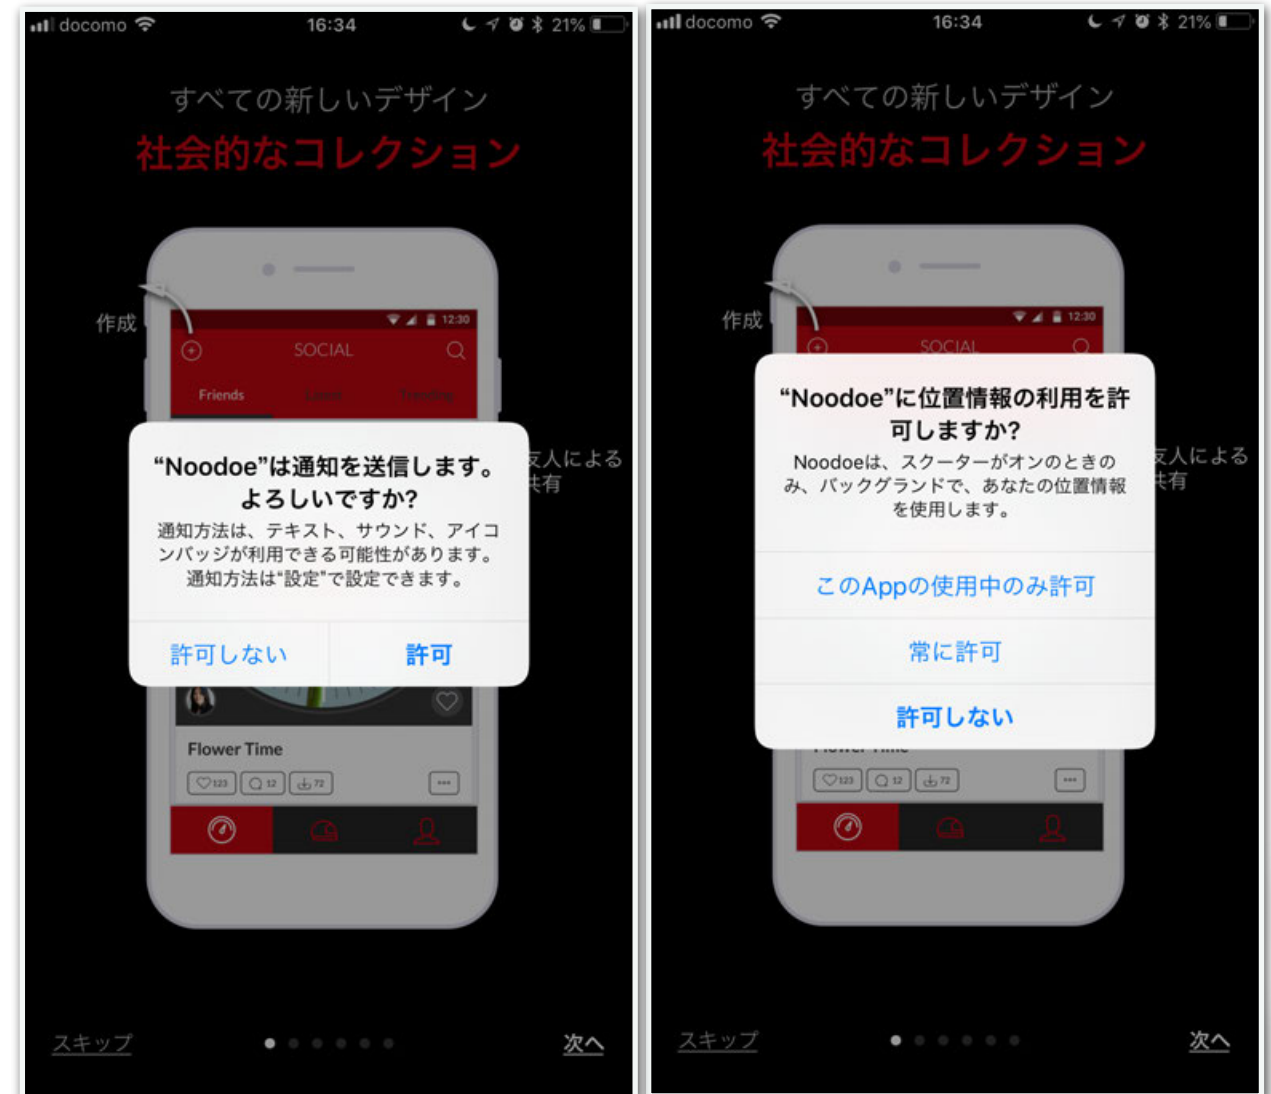 docomo 16:34 21%
すべての新しいデザイン
社会的なコレクション
作成
12:30
SOCIAL
Friends
友人による
共有
“Noodoe”は通知を送信します。
よろしいですか?
通知方法は、テキスト、サウンド、アイコ
ンバッジが利用できる可能性があります。
通知方法は“設定”で設定できます。
許可しない 許可
Flower Time
123 12 72
スキップ 次へ
docomo 16:34 21%
すべての新しいデザイン
社会的なコレクション
作成
12:30
SOCIAL
友人による
共有
“Noodoe”に位置情報の利用を許
可しますか?
Noodoeは、スクーターがオンのときの
み、バックグランドで、あなたの位置情報
を使用します。
このAppの使用中のみ許可
常に許可
許可しない
Flower Time
123 12 72
スキップ 次へ